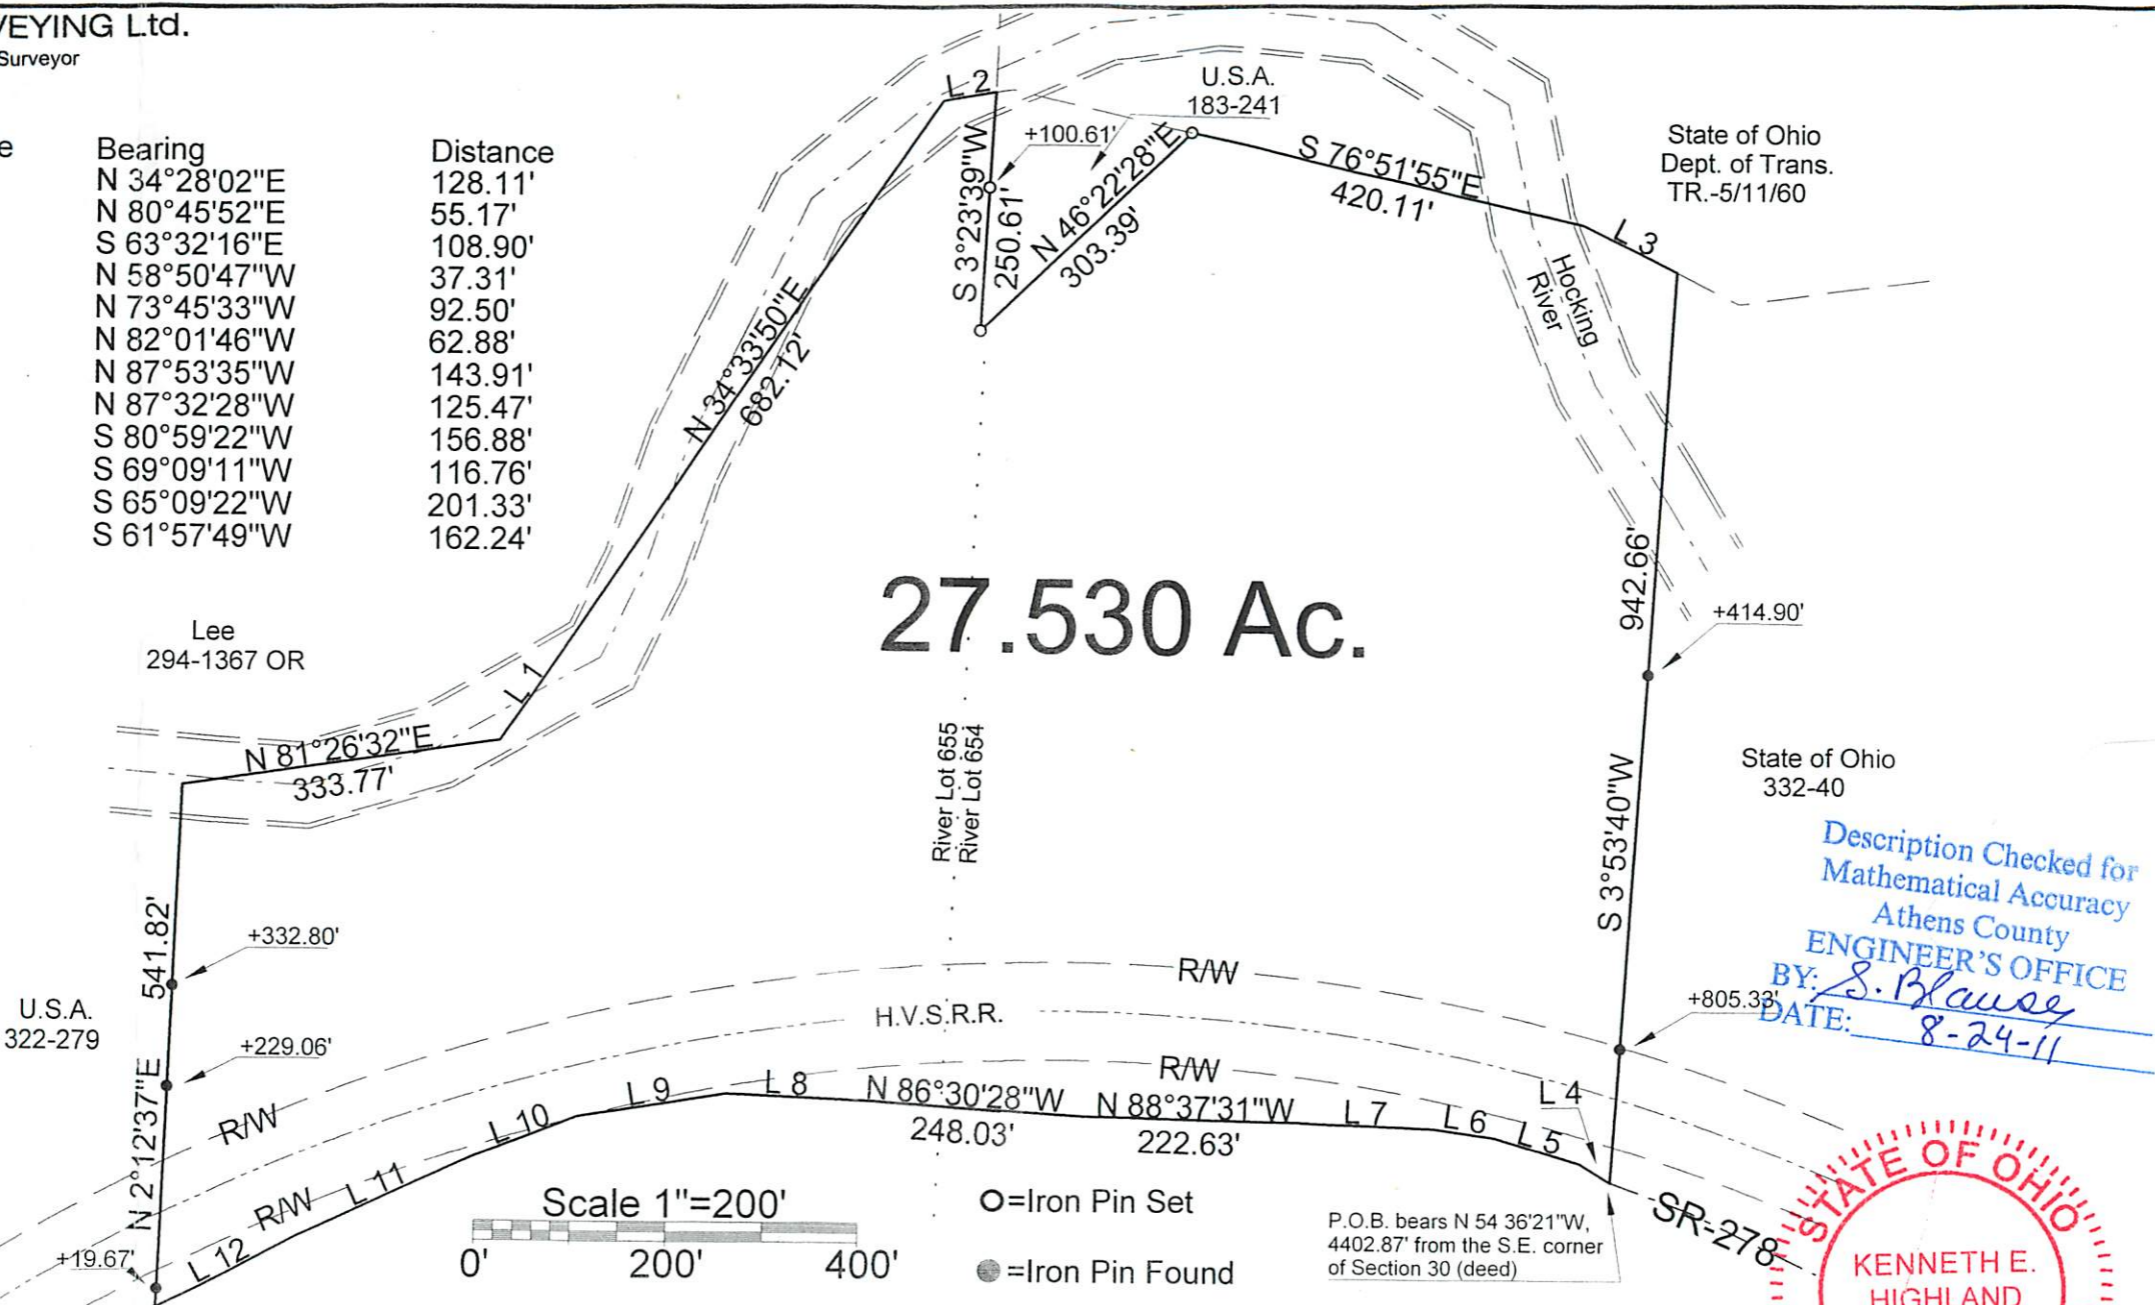 VEYING Ltd.
Surveyor
e Bearing Distance
N 34°28'02"E 128.11'
N 80°45'52"E 55.17'
S 63°32'16"E 108.90'
N 58°50'47"W 37.31'
N 73°45'33"W 92.50'
N 82°01'46"W 62.88'
N 87°53'35"W 143.91'
N 87°32'28"W 125.47'
S 80°59'22"W 156.88'
S 69°09'11"W 116.76'
S 65°09'22"W 201.33'
S 61°57'49"W 162.24'
L 2
U.S.A.
183-241
+100.61'
S 3°23'39"W
250.61'
N 46°22'28"E
303.39'
S 76°51'55"E
420.11'
L 3
State of Ohio
Dept. of Trans.
TR.-5/11/60
Hocking
River
N 34°33'50"E
682.12'
27.530 Ac.
942.66'
+414.90'
Lee
294-1367 OR
L 1
N 81°26'32"E
333.77'
River Lot 655
River Lot 654
S 3°53'40"W
State of Ohio
332-40
Description Checked for
Mathematical Accuracy
Athens County
ENGINEER'S OFFICE
BY: S. Blausey
DATE: 8-24-11
541.82'
+332.80'
U.S.A.
322-279
+229.06'
N 2°12'37"E
R/W
H.V.S.R.R.
R/W
+805.33'
R/W
L 4
L 12
L 11
L 10
L 9
L 8
N 86°30'28"W
248.03'
N 88°37'31"W
222.63'
L 7
L 6
L 5
R/W
+19.67'
Scale 1"=200'
0' 200' 400'
=Iron Pin Set
=Iron Pin Found
P.O.B. bears N 54 36'21"W,
4402.87' from the S.E. corner
of Section 30 (deed)
SR-278
STATE OF OHIO
KENNETH E.
HIGHLAND